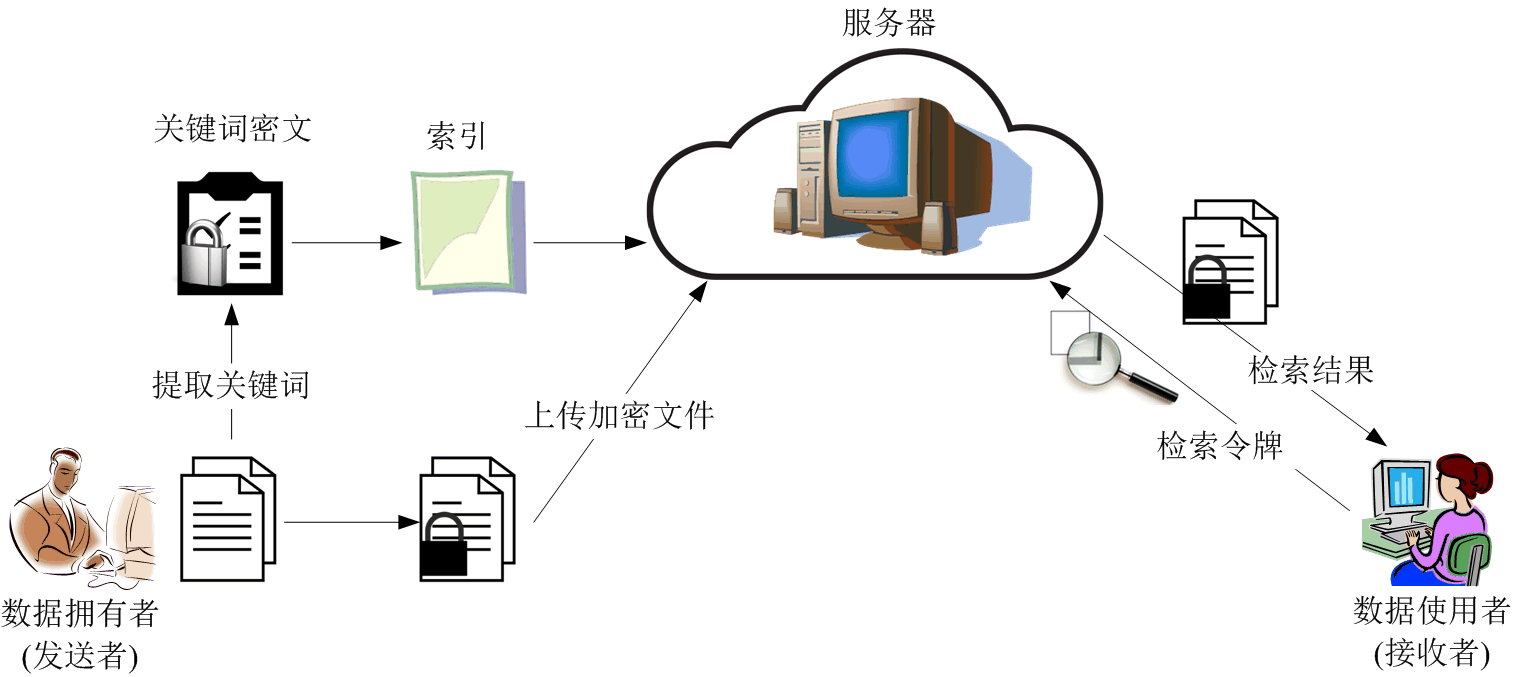 服务器
关键词密文
索引
提取关键词
上传加密文件
检索结果
检索令牌
数据拥有者
(发送者)
数据使用者
(接收者)